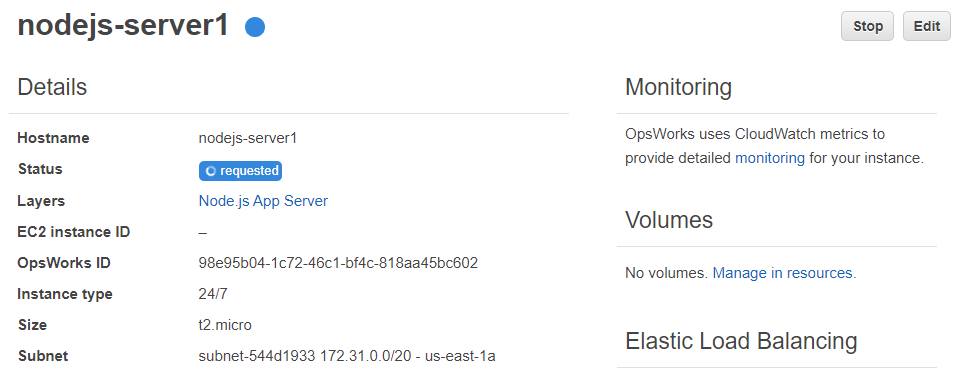 nodejs-server1
Stop
Edit
Details
Hostname nodejs-server1
Status requested
Layers Node.js App Server
EC2 instance ID –
OpsWorks ID 98e95b04-1c72-46c1-bf4c-818aa45bc602
Instance type 24/7
Size t2.micro
Subnet subnet-544d1933 172.31.0.0/20 - us-east-1a
Monitoring
OpsWorks uses CloudWatch metrics to
provide detailed monitoring for your instance.
Volumes
No volumes. Manage in resources.
Elastic Load Balancing